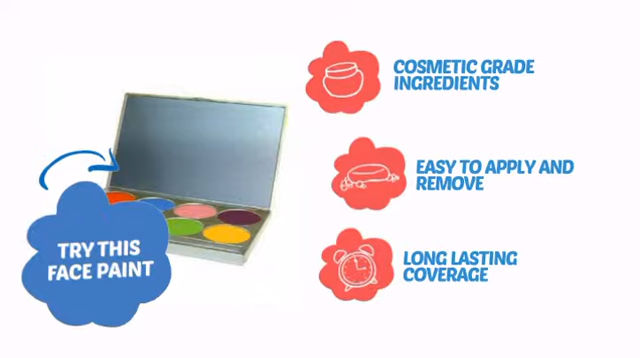 COSMETIC GRADE
INGREDIENTS
EASY TO APPLY AND
REMOVE
LONG LASTING
COVERAGE
TRY THIS
FACE PAINT